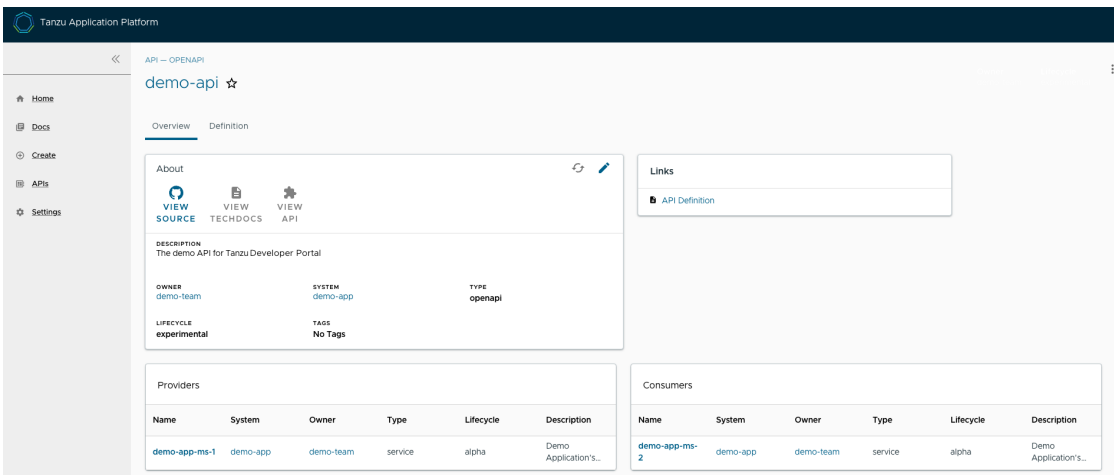 Tanzu Application Platform
Home
Docs
Create
APIs
Settings
API — OPENAPI
demo-api
Overview Definition
About
VIEW SOURCE
VIEW TECHDOCS
VIEW API
DESCRIPTION
The demo API for Tanzu Developer Portal
OWNER SYSTEM TYPE
demo-team demo-app openapi
LIFECYCLE TAGS
experimental No Tags
Links
API Definition
Providers
Name System Owner Type Lifecycle Description
demo-app-ms-1 demo-app demo-team service alpha Demo Application's...
Consumers
Name System Owner Type Lifecycle Description
demo-app-ms-2 demo-app demo-team service alpha Demo Application's...